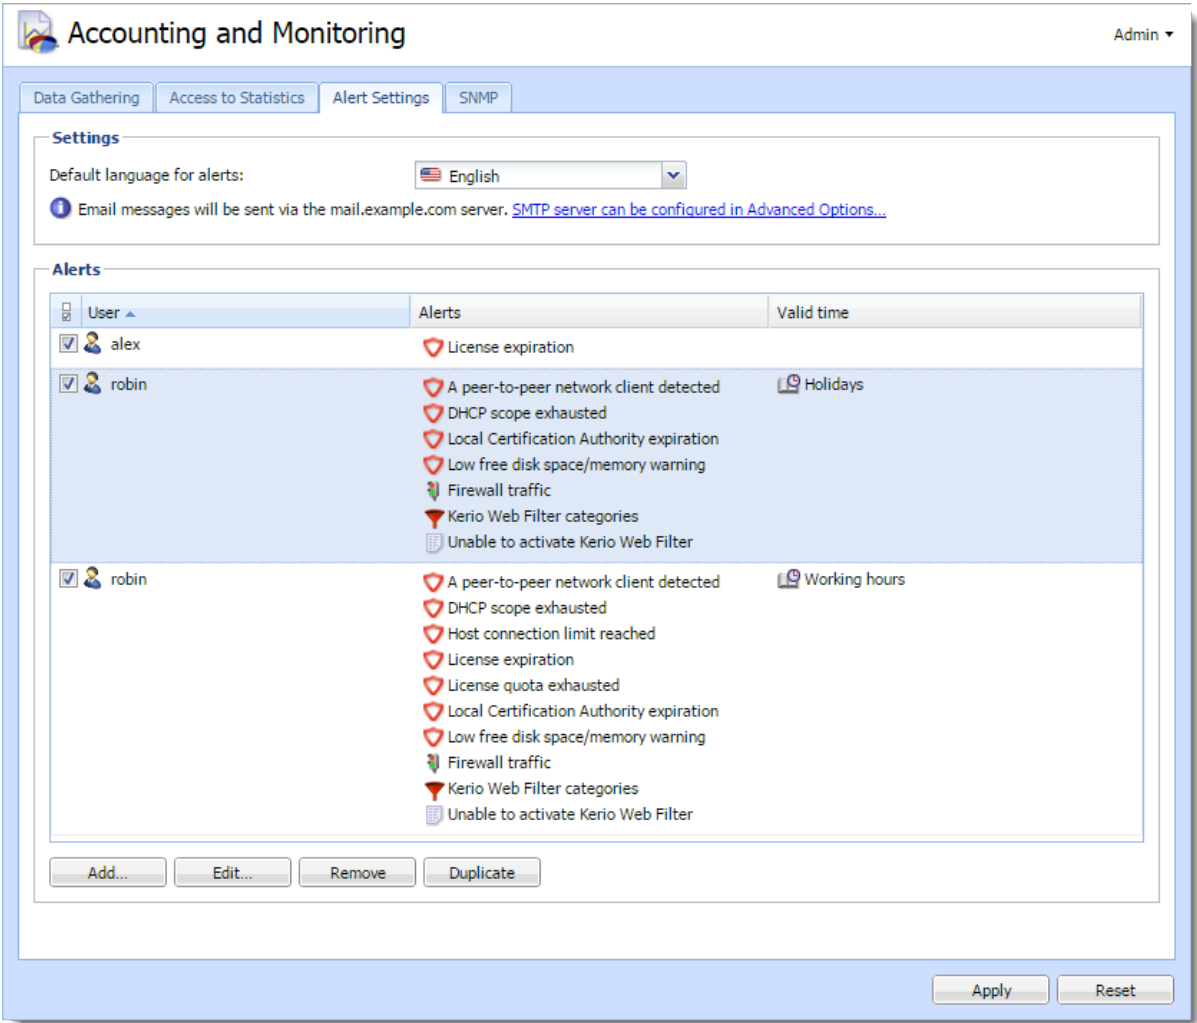 Accounting and Monitoring
Admin
Data Gathering
Access to Statistics
Alert Settings
SNMP
Settings
Default language for alerts:
English
Email messages will be sent via the mail.example.com server. SMTP server can be configured in Advanced Options...
Alerts
User
Alerts
Valid time
alex
License expiration
robin
A peer-to-peer network client detected
Holidays
DHCP scope exhausted
Local Certification Authority expiration
Low free disk space/memory warning
Firewall traffic
Kerio Web Filter categories
Unable to activate Kerio Web Filter
robin
A peer-to-peer network client detected
Working hours
DHCP scope exhausted
Host connection limit reached
License expiration
License quota exhausted
Local Certification Authority expiration
Low free disk space/memory warning
Firewall traffic
Kerio Web Filter categories
Unable to activate Kerio Web Filter
Add...
Edit...
Remove
Duplicate
Apply
Reset